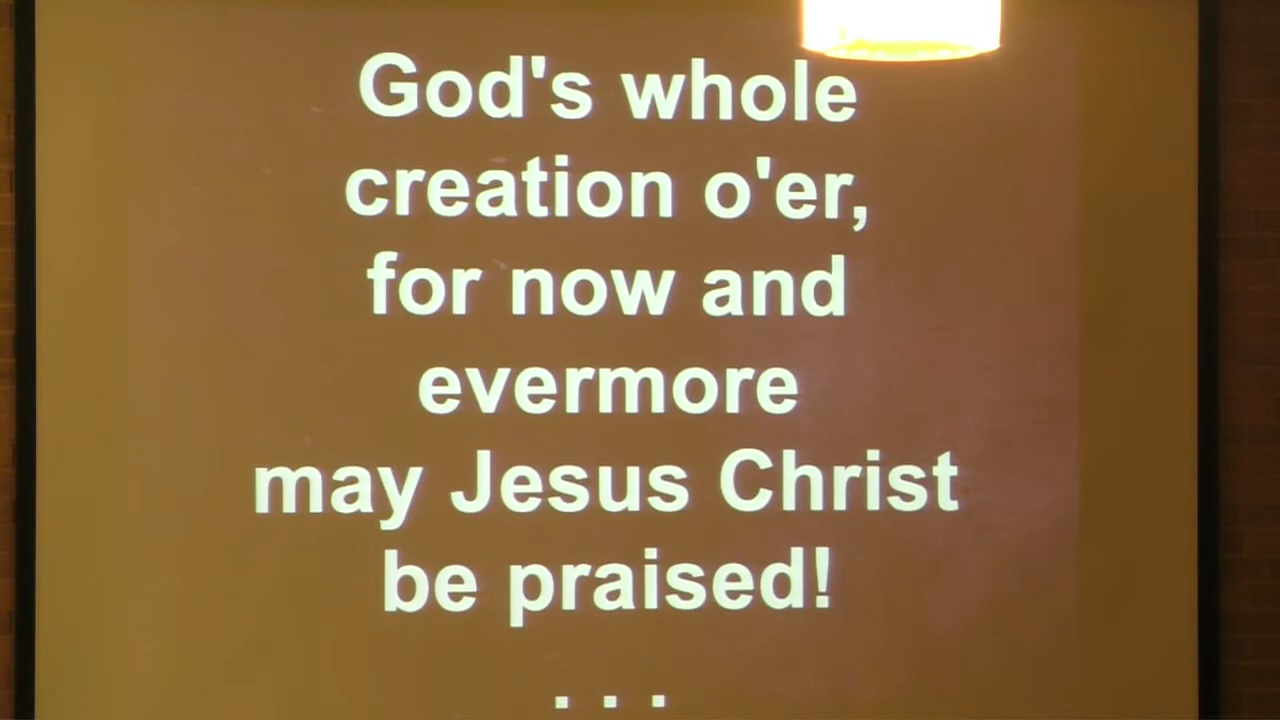 God's whole
creation o'er,
for now and
evermore
may Jesus Christ
be praised!
. . .